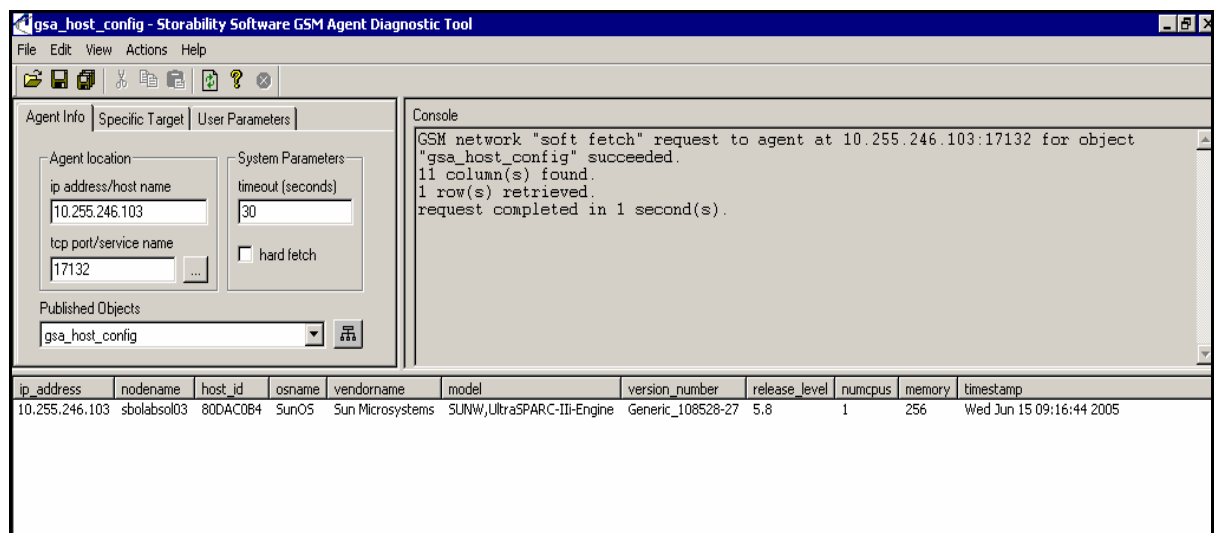 gsa_host_config - Storability Software GSM Agent Diagnostic Tool
File Edit View Actions Help
Agent Info Specific Target User Parameters
Agent location
ip address/host name
10.255.246.103
tcp port/service name
17132 ...
System Parameters
timeout (seconds)
30
hard fetch
Published Objects
gsa_host_config
Console
GSM network "soft fetch" request to agent at 10.255.246.103:17132 for object
"gsa_host_config" succeeded.
11 column(s) found.
1 row(s) retrieved.
request completed in 1 second(s).
ip_address nodename host_id osname vendorname model version_number release_level numcpus memory timestamp
10.255.246.103 sbolabsol03 80DAC0B4 SunOS Sun Microsystems SUNW,UltraSPARC-IIi-Engine Generic_108528-27 5.8 1 256 Wed Jun 15 09:16:44 2005